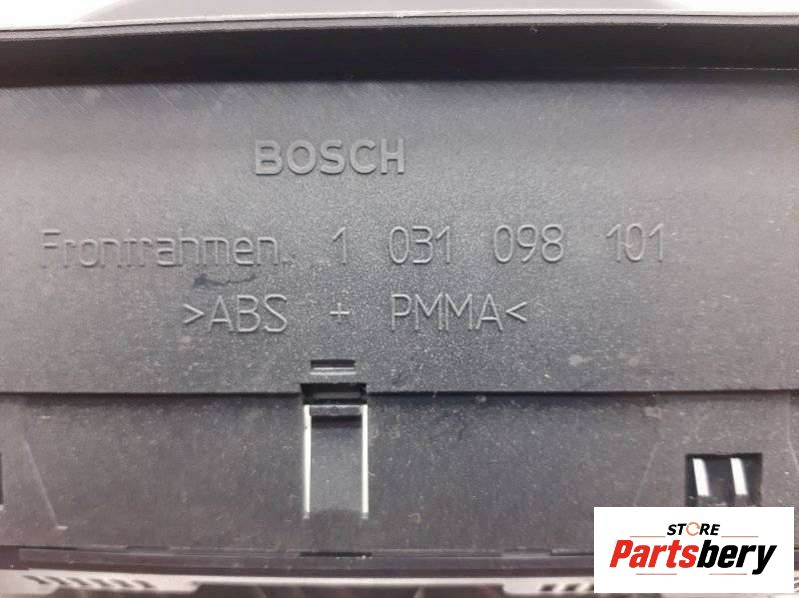 BOSCH
Frontrahmen. 1 031 098 101
>ABS + PMMA<
STORE
Partsbery